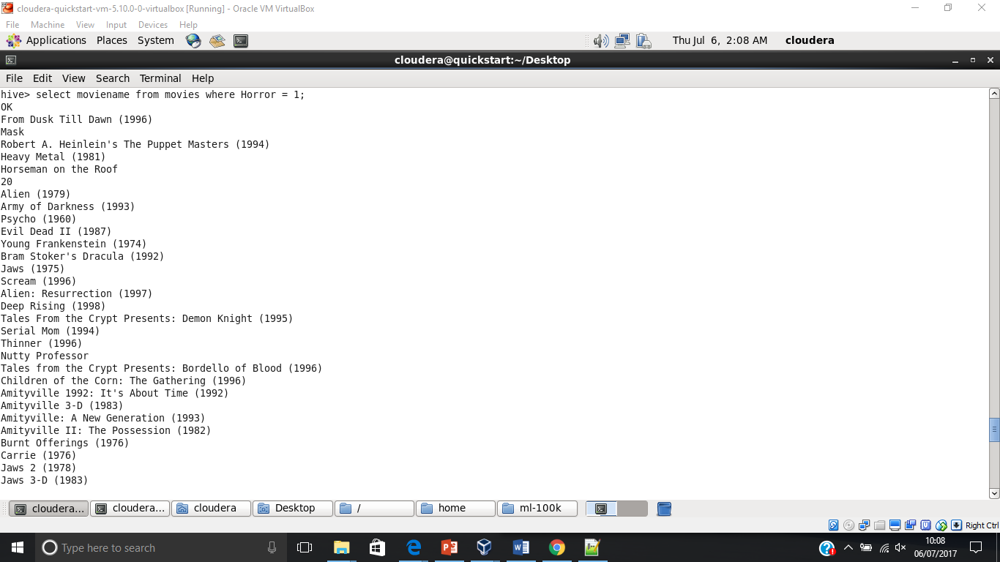 cloudera-quickstart-vm-5.10.0-0-virtualbox [Running] - Oracle VM VirtualBox
File Machine View Input Devices Help
Applications Places System Thu Jul 6, 2:08 AM cloudera
cloudera@quickstart:~/Desktop
File Edit View Search Terminal Help
hive> select moviename from movies where Horror = 1;
OK
From Dusk Till Dawn (1996)
Mask
Robert A. Heinlein's The Puppet Masters (1994)
Heavy Metal (1981)
Horseman on the Roof
20
Alien (1979)
Army of Darkness (1993)
Psycho (1960)
Evil Dead II (1987)
Young Frankenstein (1974)
Bram Stoker's Dracula (1992)
Jaws (1975)
Scream (1996)
Alien: Resurrection (1997)
Deep Rising (1998)
Tales From the Crypt Presents: Demon Knight (1995)
Serial Mom (1994)
Thinner (1996)
Nutty Professor
Tales from the Crypt Presents: Bordello of Blood (1996)
Children of the Corn: The Gathering (1996)
Amityville 1992: It's About Time (1992)
Amityville 3-D (1983)
Amityville: A New Generation (1993)
Amityville II: The Possession (1982)
Burnt Offerings (1976)
Carrie (1976)
Jaws 2 (1978)
Jaws 3-D (1983)
cloudera... cloudera... cloudera Desktop / home ml-100k
Right Ctrl
Type here to search
10:08
06/07/2017